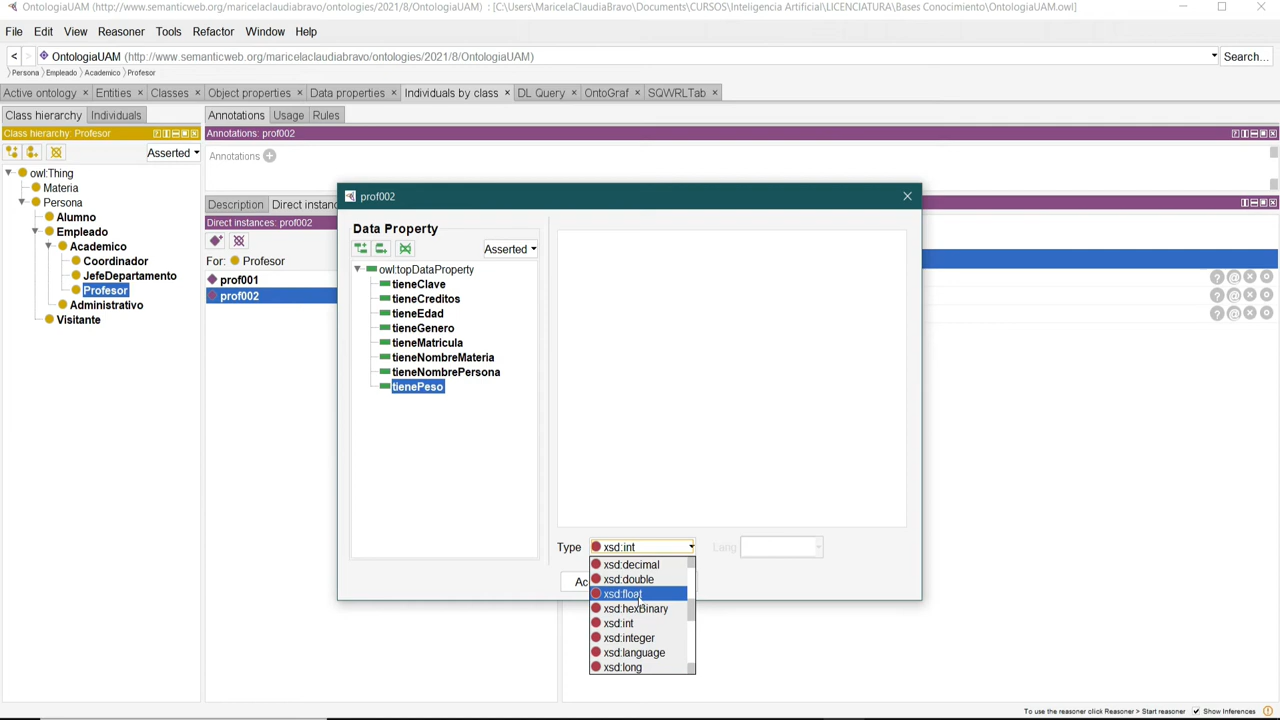 OntologiaUAM (http://www.semanticweb.org/maricelaclaudiabravo/ontologies/2021/8/OntologiaUAM) : [C:\Users\MaricelaClaudiaBravo\Documents\CURSOS\Inteligencia Artificial\LICENCIATURA\Bases Conocimiento\OntologiaUAM.owl]
File Edit View Reasoner Tools Refactor Window Help
< > OntologiaUAM (http://www.semanticweb.org/maricelaclaudiabravo/ontologies/2021/8/OntologiaUAM) Search...
Persona Empleado Academico Profesor
Active ontology × Entities × Classes × Object properties × Data properties × Individuals by class × DL Query × OntoGraf × SQWRLTab ×
Class hierarchy Individuals
Annotations Usage Rules
Class hierarchy: Profesor
Annotations: prof002
Asserted
Annotations
owl:Thing
Materia
Persona
Alumno
Empleado
Academico
Coordinador
JefeDepartamento
Profesor
Administrativo
Visitante
Description Direct instanc
Direct instances: prof002
For: Profesor
prof001
prof002
prof002
Data Property
Asserted
owl:topDataProperty
tieneClave
tieneCreditos
tieneEdad
tieneGenero
tieneMatricula
tieneNombreMateria
tieneNombrePersona
tienePeso
Type xsd:int Lang
xsd:decimal
xsd:double
xsd:float
xsd:hexBinary
xsd:int
xsd:integer
xsd:language
xsd:long
Ac
To use the reasoner click Reasoner > Start reasoner Show Inferences